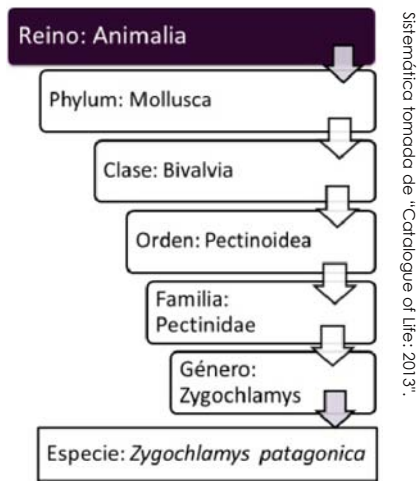 Reino: Animalia
Phylum: Mollusca
Clase: Bivalvia
Orden: Pectinoidea
Familia:
Pectinidae
Género:
Zygochlamys
Especie: Zygochlamys patagonica
Sistemática tomada de "Catalogue of Life: 2013".